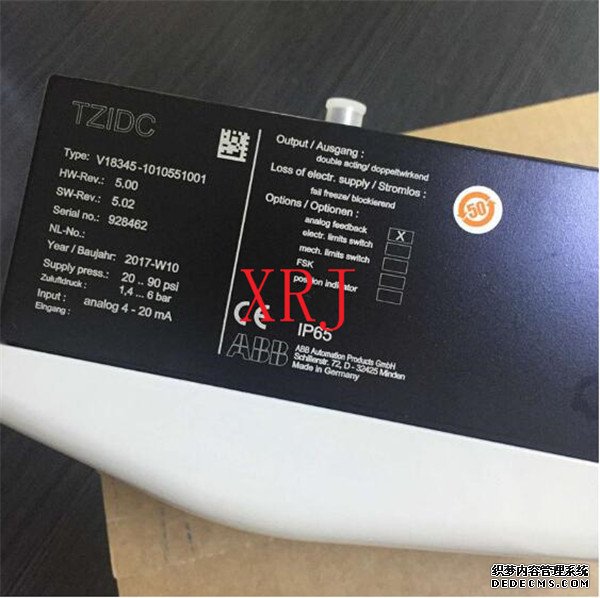 TZIDC
Type: V18345-1010551001
HW-Rev.: 5.00
SW-Rev.: 5.02
Serial no.: 928462
NL-No.:
Year / Baujahr: 2017-W10
Supply press.: 20 .. 90 psi
Zuluftdruck : 1,4 ... 6 bar
Input : analog 4 - 20 mA
Eingang :
Output / Ausgang :
double acting/ doppeltwirkend
Loss of electr. supply / Stromlos :
fail freeze/ blockierend
Options / Optionen :
analog feedback X
electr. limits switch
mech. limits switch
FSK
position indicator
50
XRJ
CE IP65
ABB
ABB Automation Products GmbH
Schillerstr. 72, D - 32425 Minden
Made in Germany
织梦内容管理系统
DEDECMS.COM